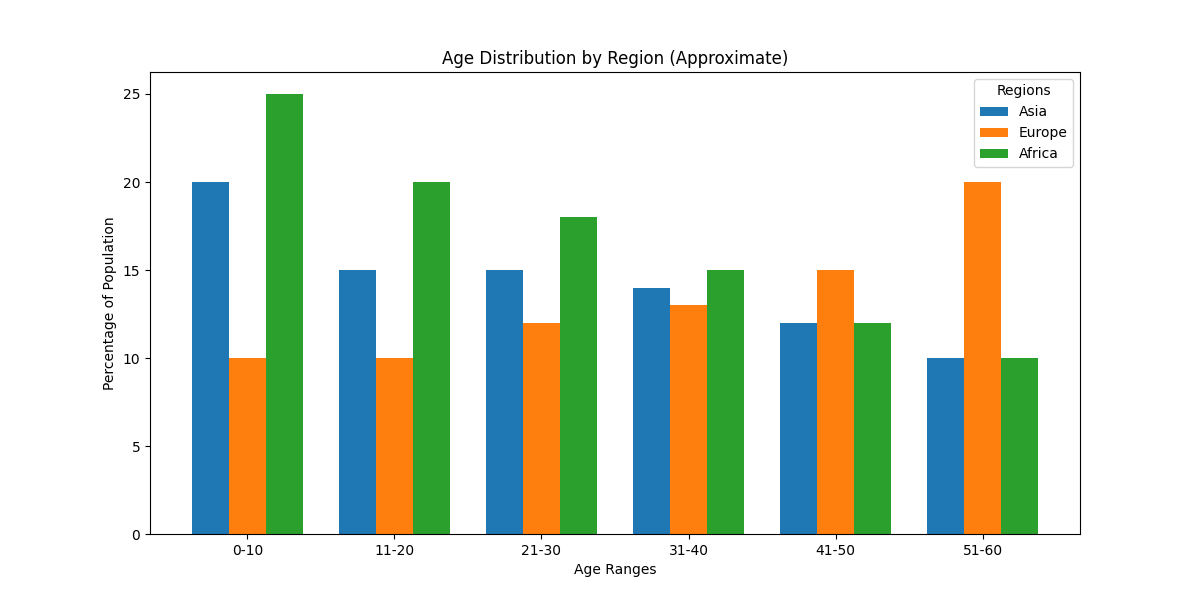 Age Distribution by Region (Approximate)
Regions
Asia
Europe
Africa
Percentage of Population
25
20
15
10
5
0
0-10 11-20 21-30 31-40 41-50 51-60
Age Ranges